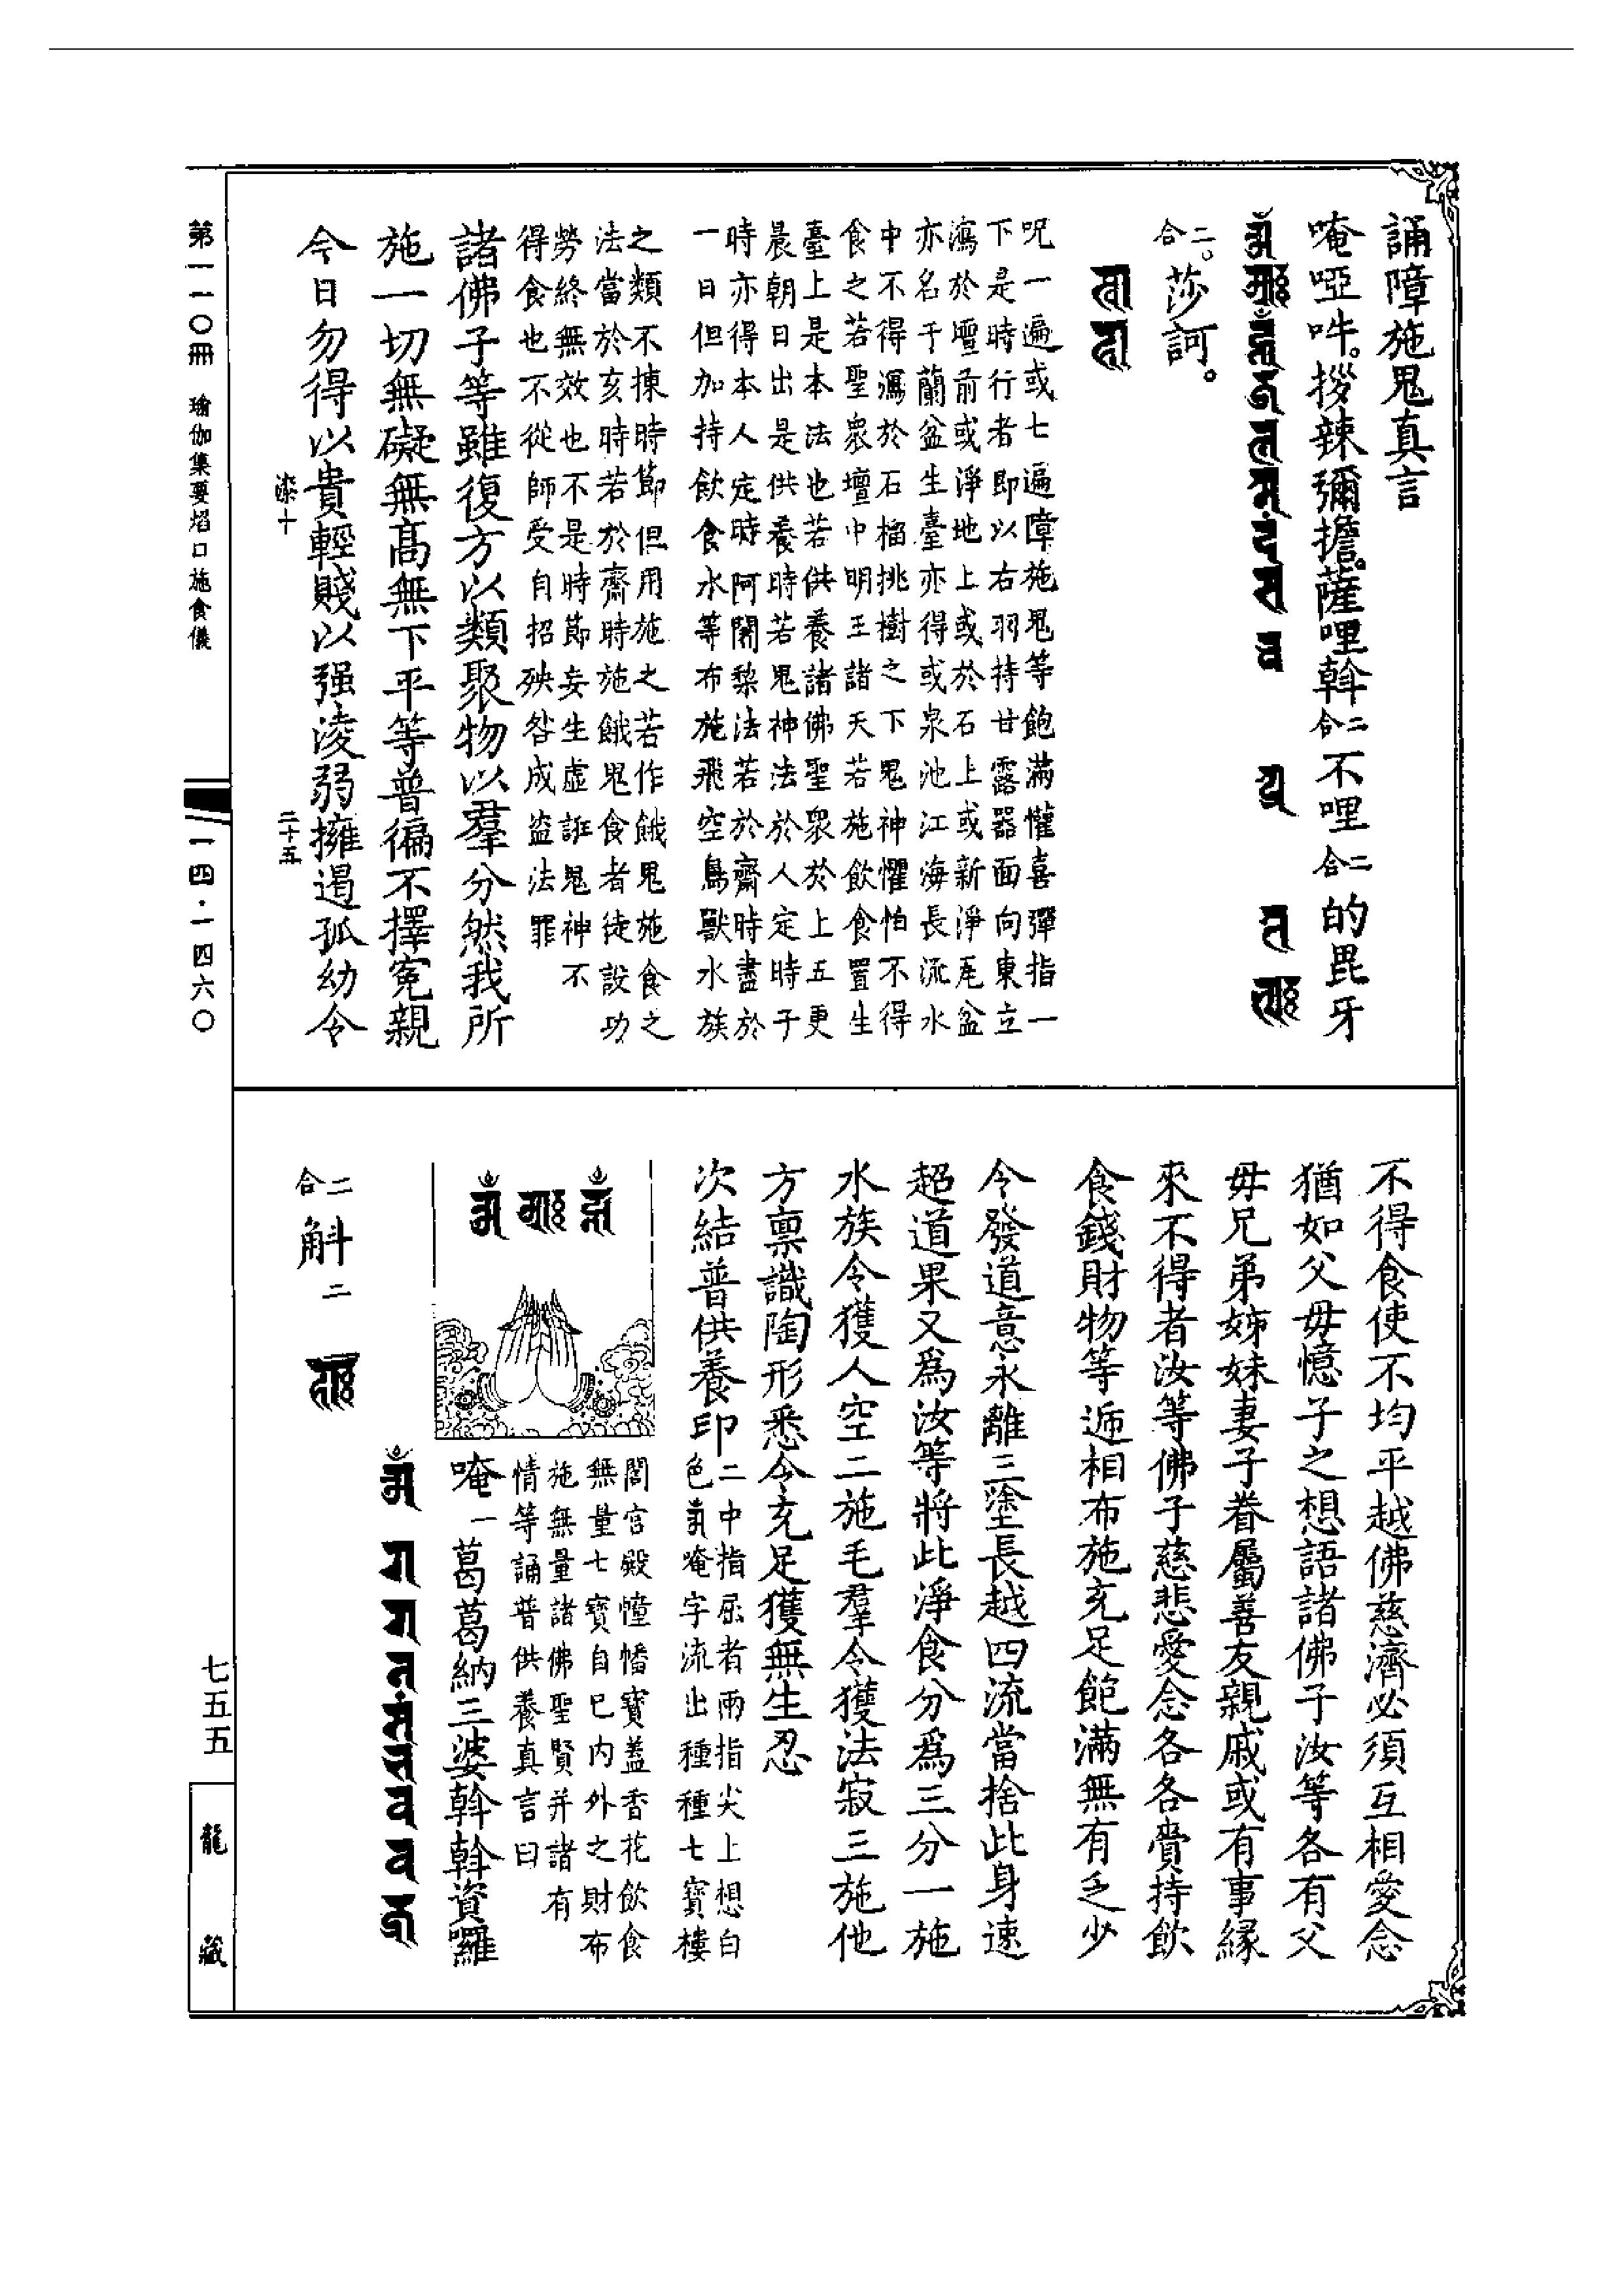 誦障施鬼真言
唵啞吽。拶辣彌擔。薩哩斡二合不哩二合的毘牙
二合。莎訶。
呪一遍或七遍障施鬼等飽滿懽喜彈指一
下是時行者即以右羽持甘露器面向東立
瀉於壇前或淨地上或於石上或新淨瓦盆
亦名于蘭盆生臺亦得或泉池江海長流水
中不得瀉於石榴挑樹之下鬼神懼怕不得
食之若聖眾壇中明王諸天若施飲食置生
臺上是本法也若供養諸佛聖眾於上五更
晨朝日出是供養時若鬼神法於人定時子
時亦得本人定時阿闍黎法若於齋時盡於
一日但加持飲食水等布施飛空鳥獸水族
之類不揀時節但用施之若作餓鬼施食之
法當於亥時若於齋時施餓鬼食者徒設功
勞終無效也不是時節妄生虛誑鬼神不
得食也不從師受自招殃咎成盜法罪
諸佛子等雖復方以類聚物以羣分然我所
施一切無礙無高無下平等普徧不擇寃親
今日勿得以貴輕賤以强淩弱擁遏孤幼令
漆十 二十五
第一一〇冊 瑜伽集要焰口施食儀 一四·一四六〇
不得食使不均平越佛慈濟必須互相愛念
猶如父毋憶子之想語諸佛子汝等各有父
毋兄弟姊妹妻子眷屬善友親戚或有事緣
來不得者汝等佛子慈悲愛念各各賷持飲
食錢財物等遞相布施充足飽滿無有乏少
令發道意永離三塗長越四流當捨此身速
超道果又爲汝等將此淨食分爲三分一施
水族令獲人空二施毛羣令獲法寂三施他
方禀識陶形悉令充足獲無生忍
次結普供養印二中指屈者兩指尖上想白
色唵字流出種種七寶樓
閣宫殿幢幡寶蓋香花飲食
無量七寶自已內外之財布
施無量諸佛聖賢并諸有
情等誦普供養真言曰
唵一葛葛納三婆斡斡資囉
二合斛二
七五五
龍藏